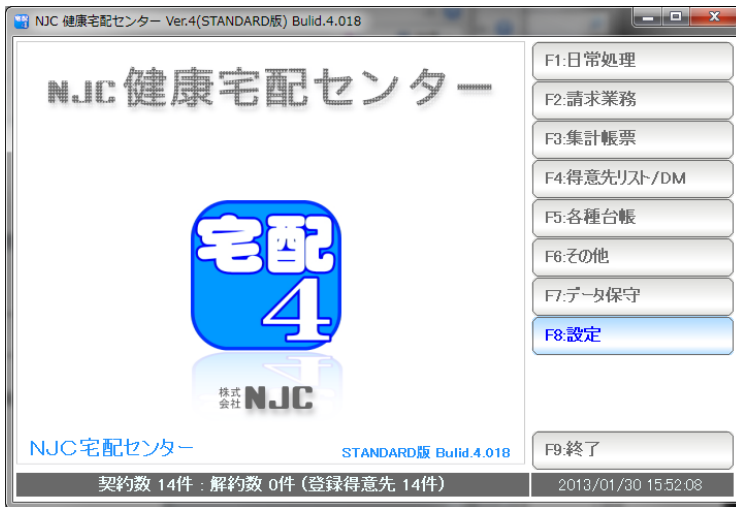 NJC 健康宅配センター Ver.4(STANDARD版) Bulid.4.018
NJC 健康宅配センター
宅配
4
株式会社 NJC
NJC宅配センター
STANDARD版 Bulid.4.018
F1:日常処理
F2:請求業務
F3:集計帳票
F4:得意先リスト/DM
F5:各種台帳
F6:その他
F7:データ保守
F8:設定
F9:終了
契約数 14件 : 解約数 0件 (登録得意先 14件)
2013/01/30 15:52:08